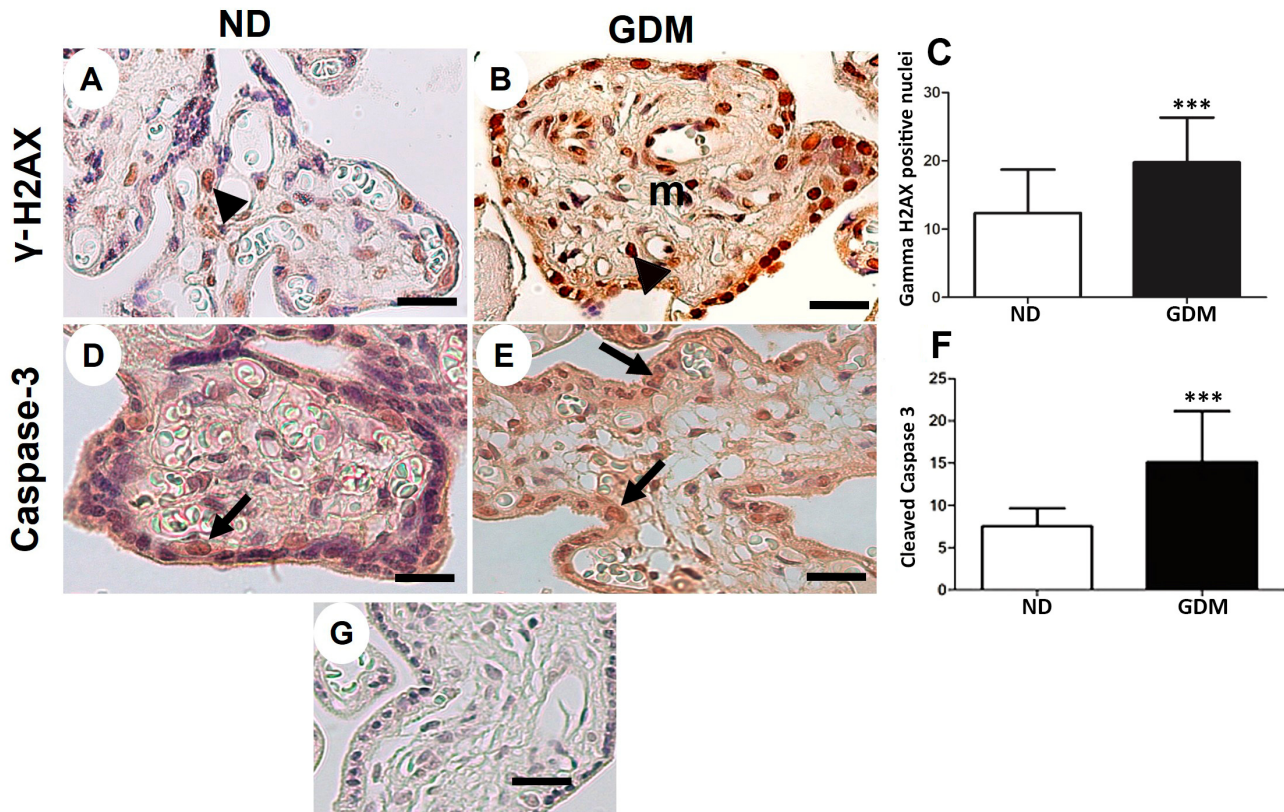 ND
GDM
γ-H2AX
Caspase-3
A
B
m
C
Gamma H2AX positive nuclei
30
20
10
0
***
ND
GDM
D
E
F
Cleaved Caspase 3
25
20
15
10
5
0
***
ND
GDM
G